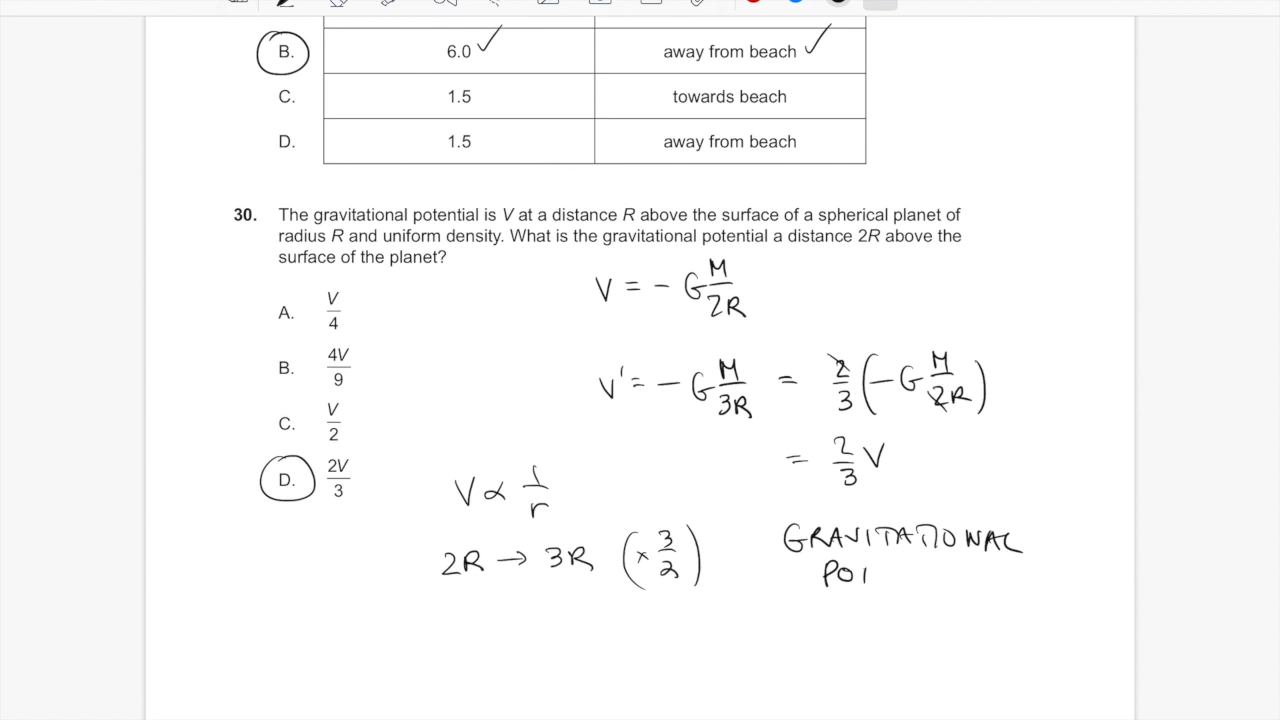 B. 6.0 ✓ away from beach ✓
C. 1.5 towards beach
D. 1.5 away from beach
30. The gravitational potential is V at a distance R above the surface of a spherical planet of
radius R and uniform density. What is the gravitational potential a distance 2R above the
surface of the planet?
V = - G M/2R
A. V/4
B. 4V/9
V' = - G M/3R = 2/3 (- G M/2R)
C. V/2
= 2/3 V
D. 2V/3
V ∝ 1/r
2R → 3R (× 3/2)
GRAVITATIONAL
POI